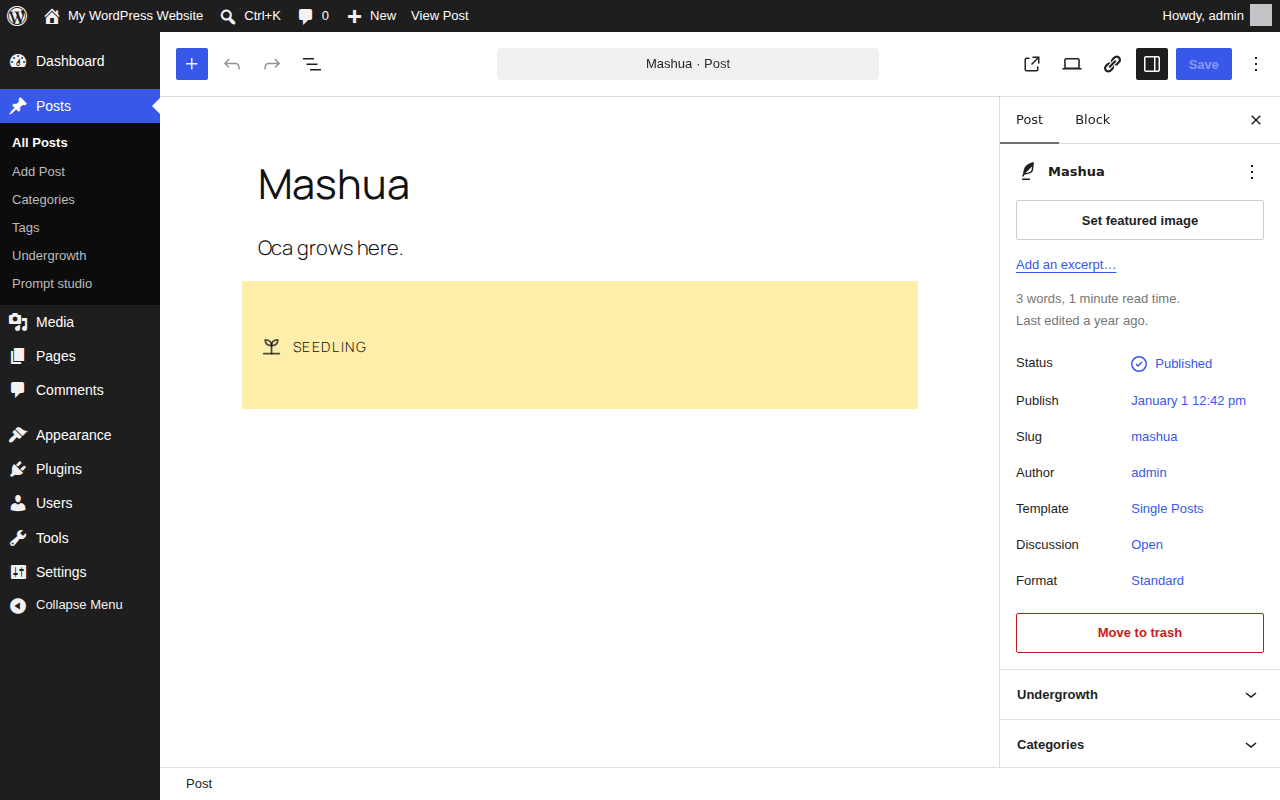 My WordPress Website
Ctrl+K
0
New
View Post
Howdy, admin
Dashboard
Posts
All Posts
Add Post
Categories
Tags
Undergrowth
Prompt studio
Media
Pages
Comments
Appearance
Plugins
Users
Tools
Settings
Collapse Menu
Mashua · Post
Save
Mashua
Oca grows here.
SEEDLING
Post
Block
Mashua
Set featured image
Add an excerpt…
3 words, 1 minute read time.
Last edited a year ago.
Status
Published
Publish
January 1 12:42 pm
Slug
mashua
Author
admin
Template
Single Posts
Discussion
Open
Format
Standard
Move to trash
Undergrowth
Categories
Post